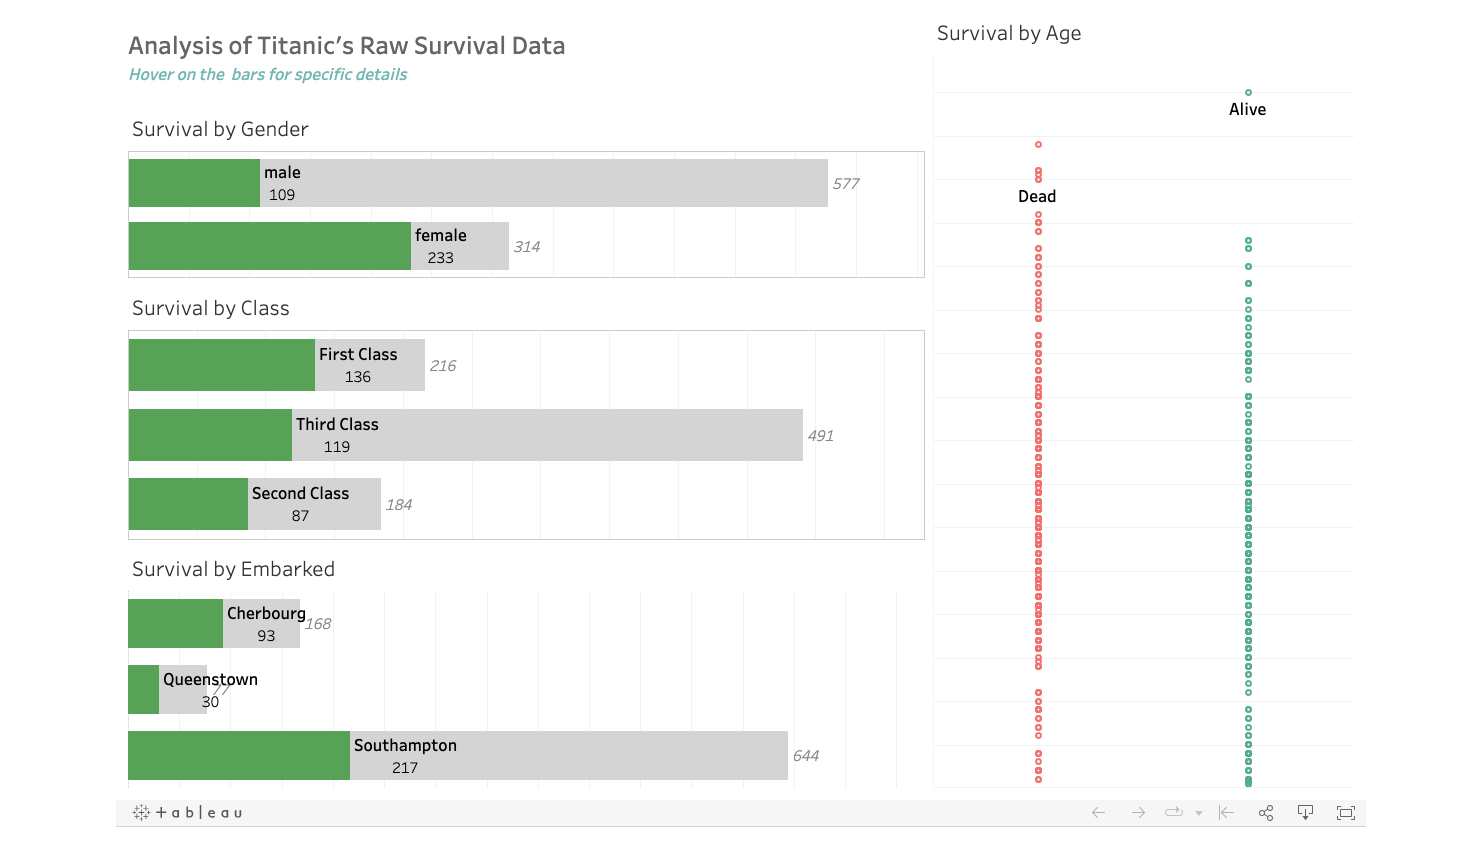 Analysis of Titanic's Raw Survival Data
Hover on the bars for specific details
Survival by Gender
male
109
577
female
233
314
Survival by Class
First Class
136
216
Third Class
119
491
Second Class
87
184
Survival by Embarked
Cherbourg
93
168
Queenstown
30
77
Southampton
217
644
Survival by Age
Alive
Dead
+ableau